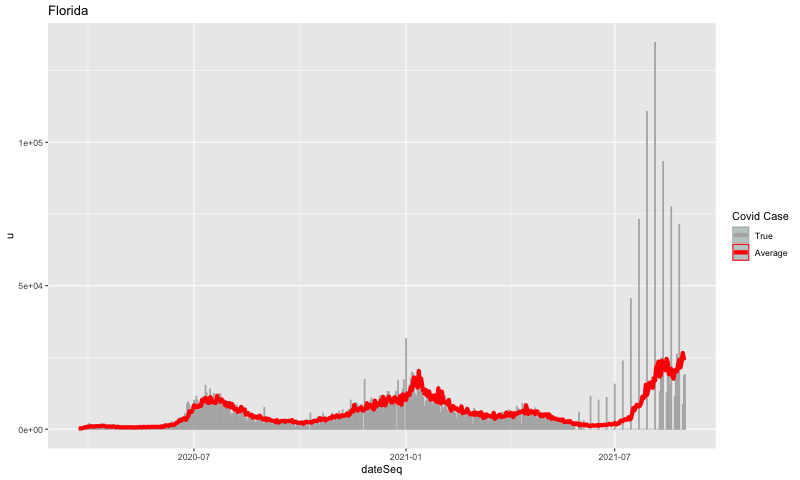 Florida
1e+05
5e+04
0e+00
u
2020-07
2021-01
2021-07
dateSeq
Covid Case
True
Average